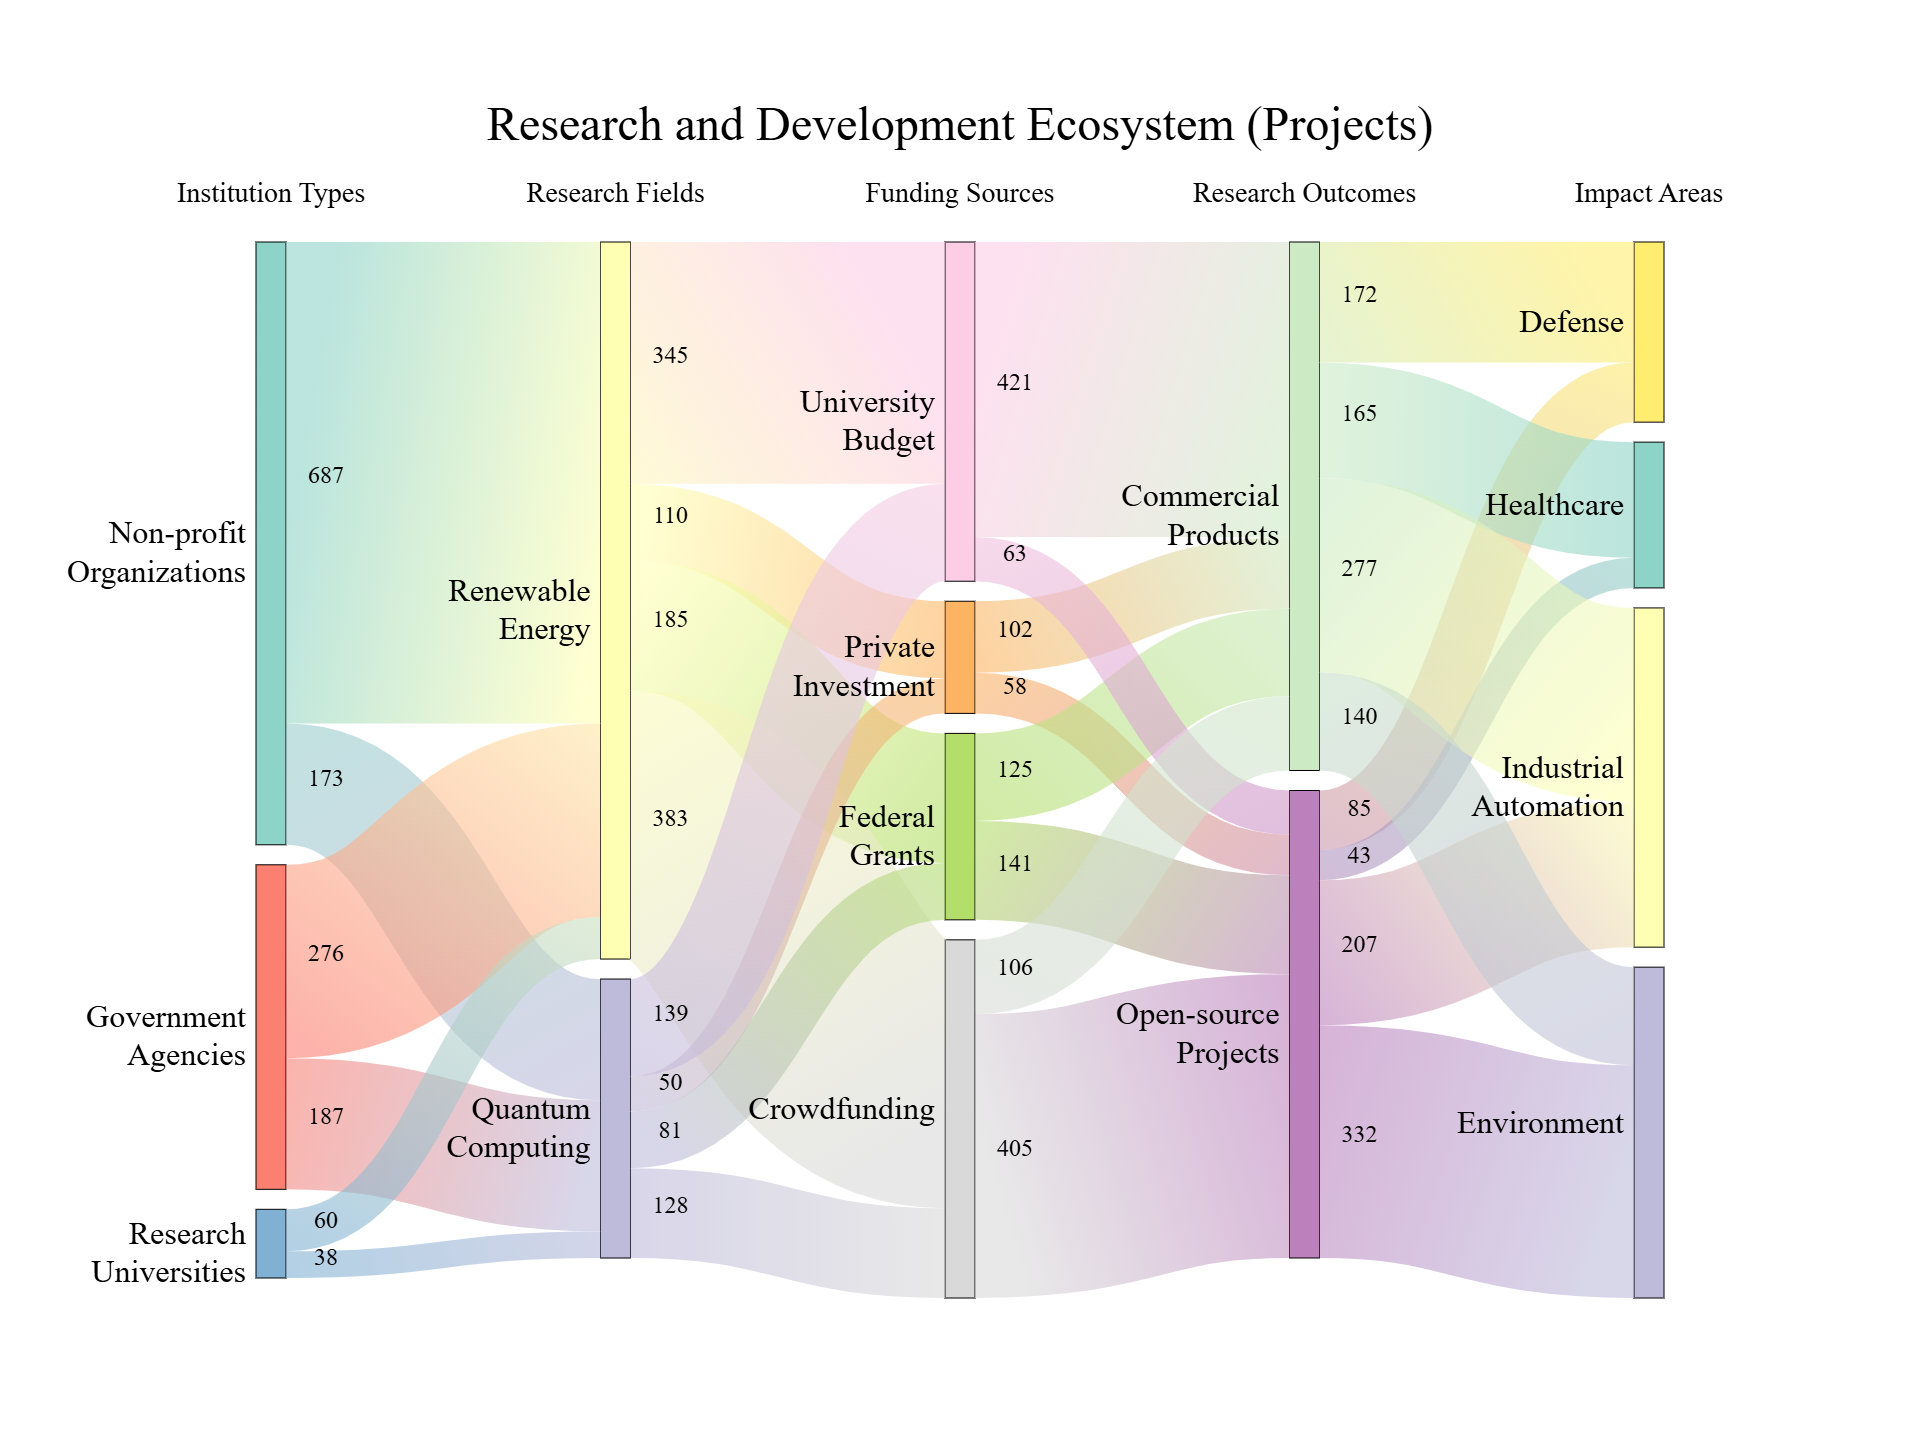 Research and Development Ecosystem (Projects)
Institution Types
Research Fields
Funding Sources
Research Outcomes
Impact Areas
Non-profit
Organizations
Government
Agencies
Research
Universities
687
173
276
187
60
38
Renewable
Energy
Quantum
Computing
345
110
185
383
139
50
81
128
University
Budget
Private
Investment
Federal
Grants
Crowdfunding
421
63
102
58
125
141
106
405
Commercial
Products
Open-source
Projects
172
165
277
140
85
43
207
332
Defense
Healthcare
Industrial
Automation
Environment